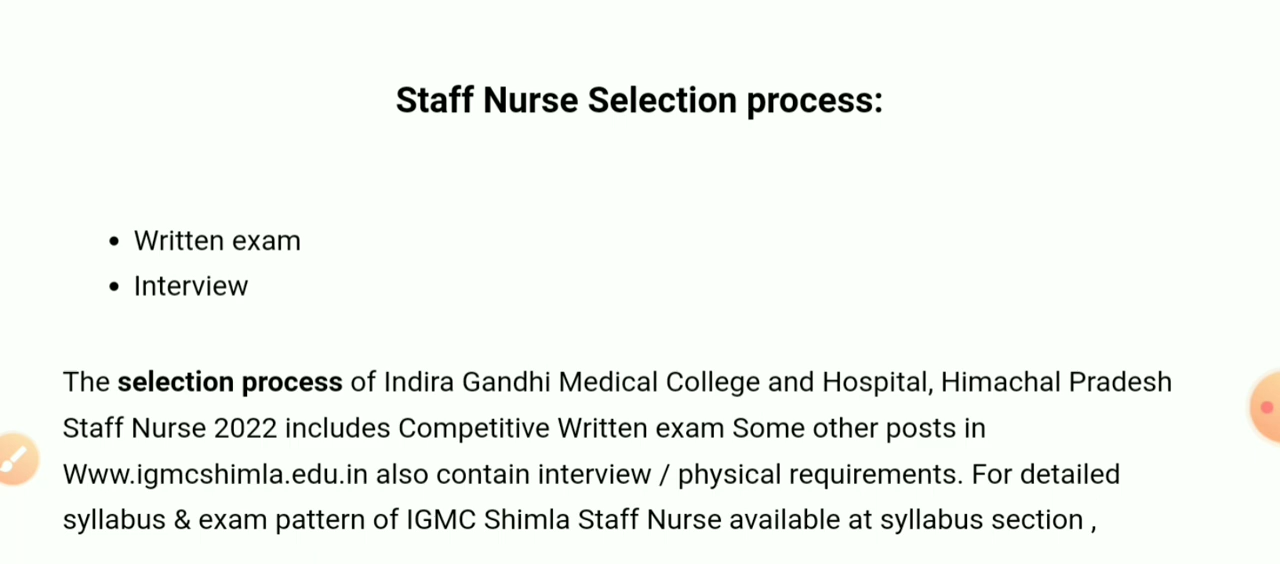 Staff Nurse Selection process:
Written exam
Interview
The selection process of Indira Gandhi Medical College and Hospital, Himachal Pradesh
Staff Nurse 2022 includes Competitive Written exam Some other posts in
Www.igmcshimla.edu.in also contain interview / physical requirements. For detailed
syllabus & exam pattern of IGMC Shimla Staff Nurse available at syllabus section ,